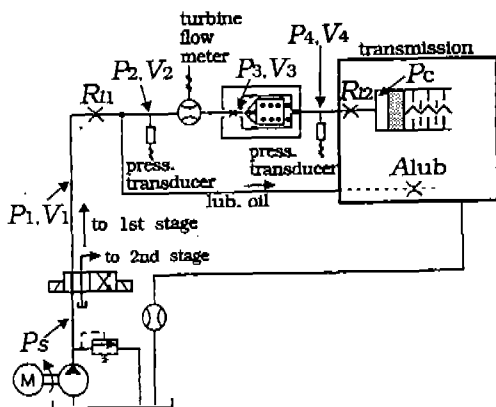 turbine
flow
meter
P4,V4
P2,V2
P3,V3
transmission
Pc
Rl1
Rl2
press.
transducer
press.
transducer
Alub
lub. oil
P1,V1
to 1st stage
to 2nd stage
Ps
M